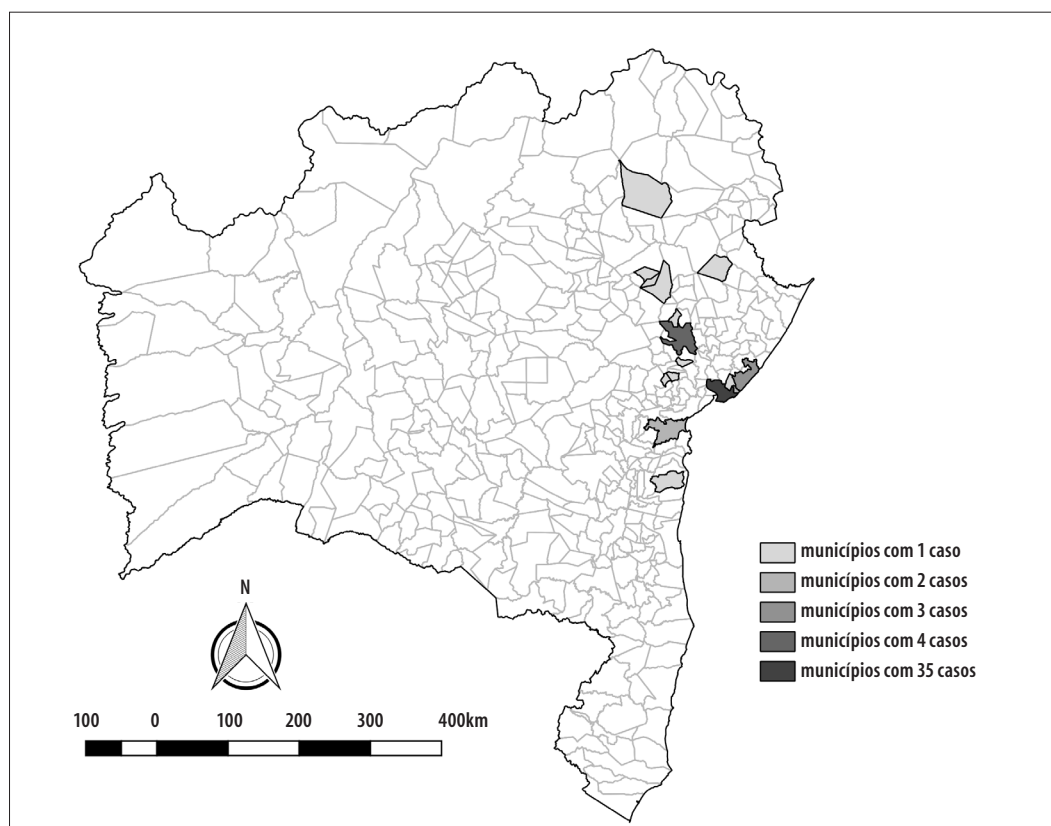 municípios com 1 caso
municípios com 2 casos
municípios com 3 casos
municípios com 4 casos
municípios com 35 casos
N
100 0 100 200 300 400km